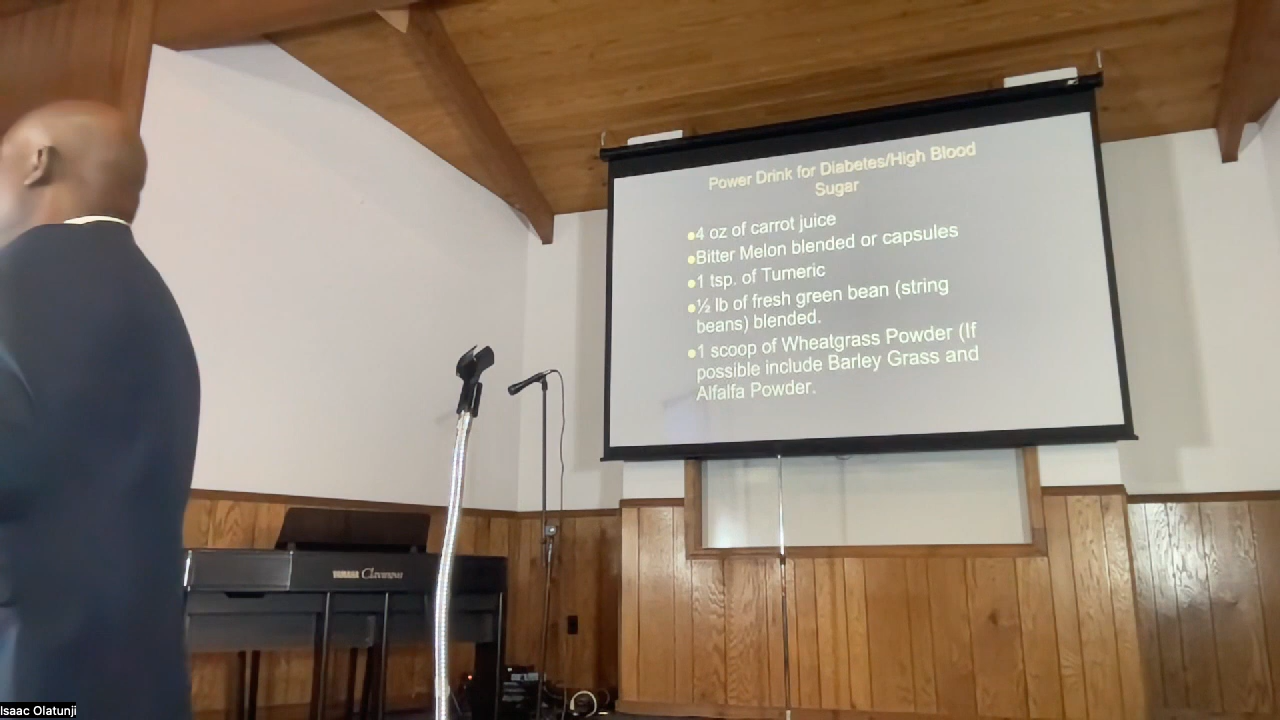 Power Drink for Diabetes/High Blood
Sugar
●4 oz of carrot juice
●Bitter Melon blended or capsules
●1 tsp. of Tumeric
●½ lb of fresh green bean (string
beans) blended.
●1 scoop of Wheatgrass Powder (If
possible include Barley Grass and
Alfalfa Powder.
YAMAHA Clavinova
Isaac Olatunji